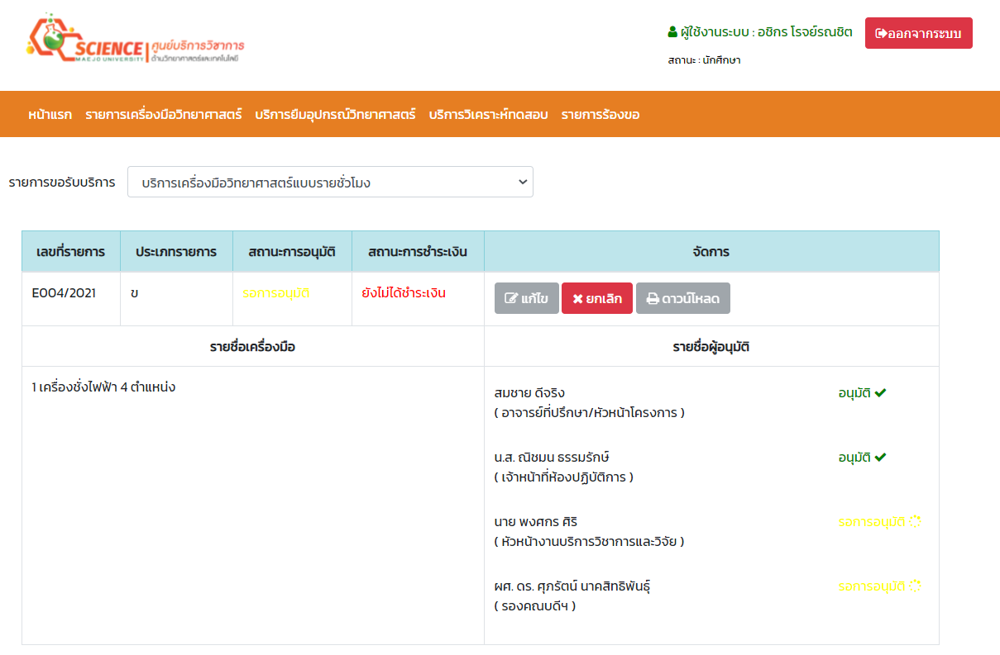 SCIENCE
MAEJO UNIVERSITY
ศูนย์บริการวิชาการ
ด้านวิทยาศาสตร์และเทคโนโลยี
ผู้ใช้งานระบบ : อชิกร โรจย์รณชิต
ออกจากระบบ
สถานะ : นักศึกษา
หน้าแรก รายการเครื่องมือวิทยาศาสตร์ บริการยืมอุปกรณ์วิทยาศาสตร์ บริการวิเคราะห์ทดสอบ รายการร้องขอ
รายการขอรับบริการ บริการเครื่องมือวิทยาศาสตร์แบบรายชั่วโมง
เลขที่รายการ ประเภทรายการ สถานะการอนุมัติ สถานะการชำระเงิน จัดการ
E004/2021 ข รอการอนุมัติ ยังไม่ได้ชำระเงิน แก้ไข ยกเลิก ดาวน์โหลด
รายชื่อเครื่องมือ รายชื่อผู้อนุมัติ
1 เครื่องชั่งไฟฟ้า 4 ตำแหน่ง
สมชาย ดีจริง อนุมัติ
( อาจารย์ที่ปรึกษา/หัวหน้าโครงการ )
น.ส. ณิชมน ธรรมรักษ์ อนุมัติ
( เจ้าหน้าที่ห้องปฏิบัติการ )
นาย พงศกร ศิริ รอการอนุมัติ
( หัวหน้างานบริการวิชาการและวิจัย )
ผศ. ดร. ศุภรัตน์ นาคสิทธิพันธุ์ รอการอนุมัติ
( รองคณบดีฯ )